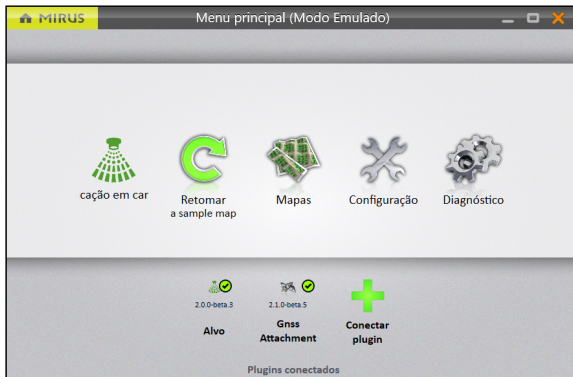 MIRUS
Menu principal (Modo Emulado)
cação em car
Retomar
a sample map
Mapas
Configuração
Diagnóstico
2.0.0-beta.3
2.1.0-beta.5
Alvo
Gnss
Attachment
Conectar
plugin
Plugins conectados